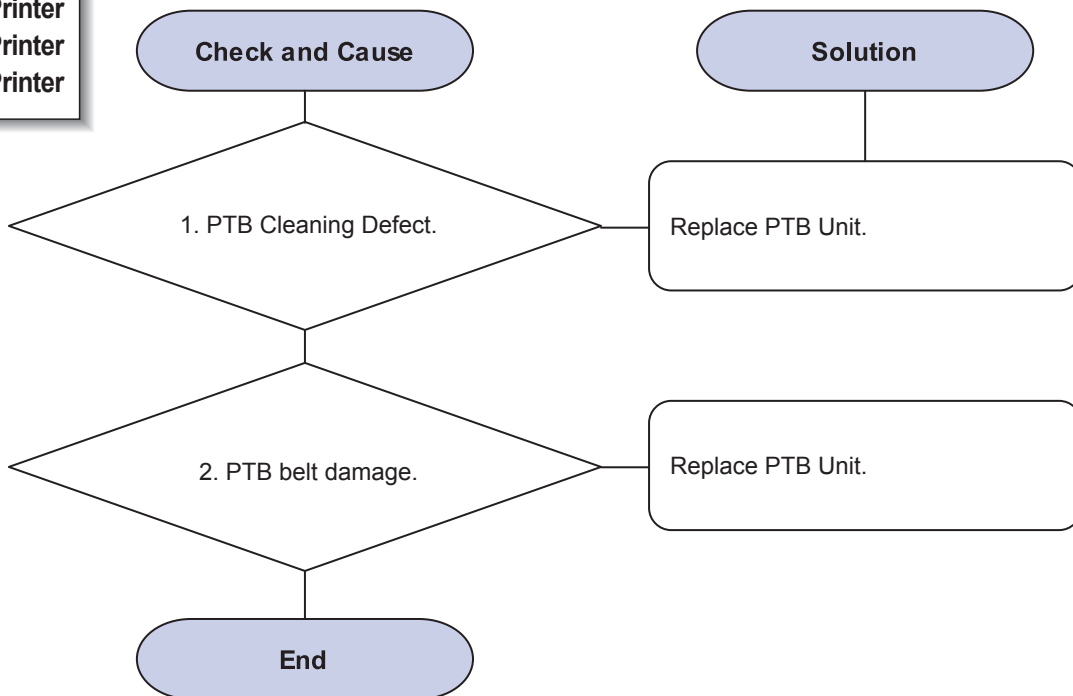 Printer
Printer
Printer
Check and Cause
Solution
1. PTB Cleaning Defect.
Replace PTB Unit.
2. PTB belt damage.
Replace PTB Unit.
End